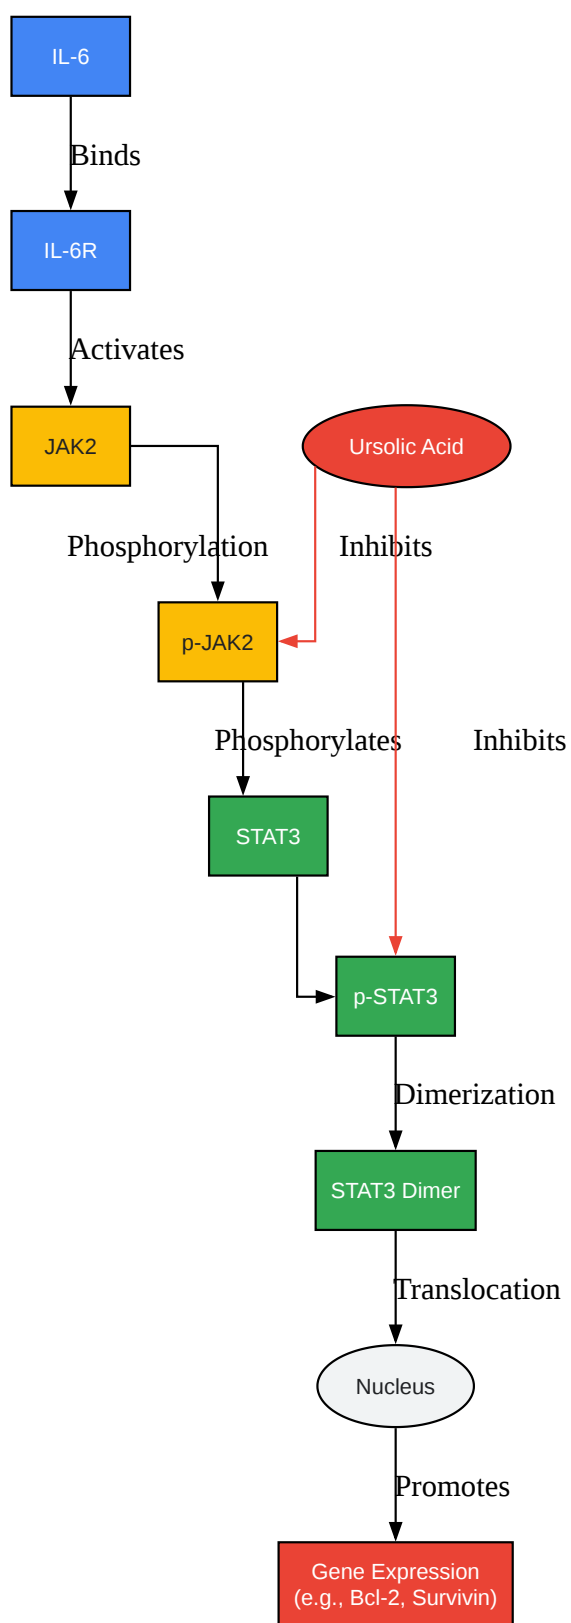 IL-6
Binds
IL-6R
Activates
JAK2
Ursolic Acid
Phosphorylation
Inhibits
p-JAK2
Phosphorylates
Inhibits
STAT3
p-STAT3
Dimerization
STAT3 Dimer
Translocation
Nucleus
Promotes
Gene Expression
(e.g., Bcl-2, Survivin)